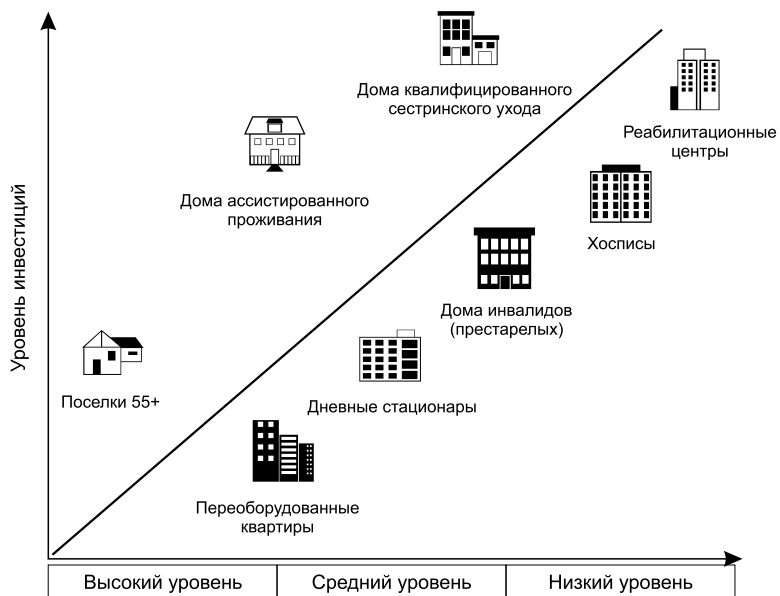 Дома квалифицированного
сестринского ухода
Реабилитационные
центры
Дома ассистированного
проживания
Хосписы
Уровень инвестиций
Дома инвалидов
(престарелых)
Поселки 55+
Дневные стационары
Переоборудованные
квартиры
Высокий уровень
Средний уровень
Низкий уровень